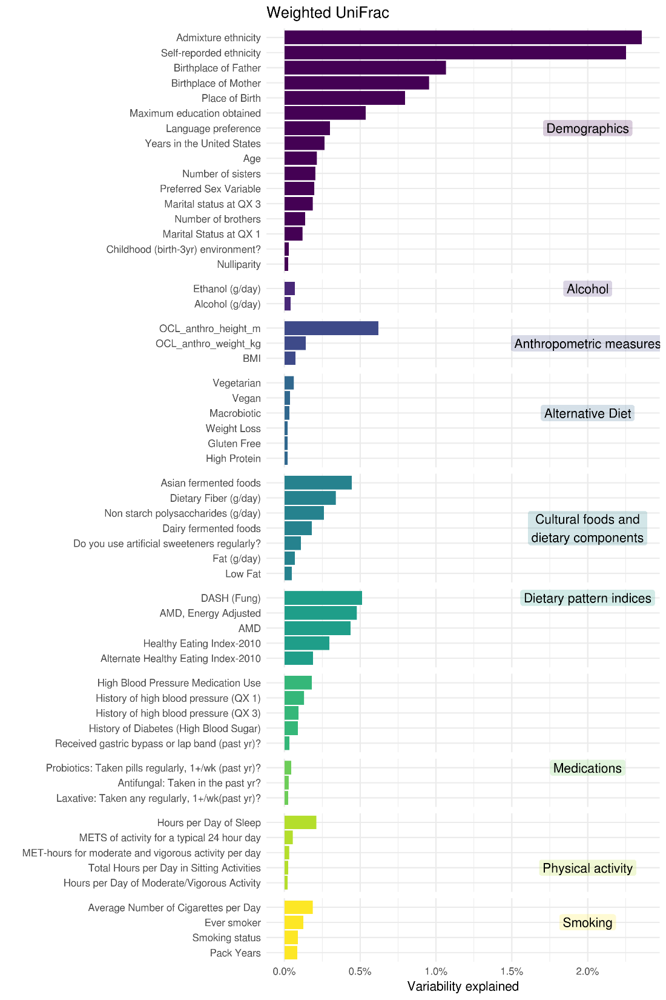 Weighted UniFrac
Admixture ethnicity
Self-reporded ethnicity
Birthplace of Father
Birthplace of Mother
Place of Birth
Maximum education obtained
Language preference
Demographics
Years in the United States
Age
Number of sisters
Preferred Sex Variable
Marital status at QX 3
Number of brothers
Marital Status at QX 1
Childhood (birth-3yr) environment?
Nulliparity
Ethanol (g/day)
Alcohol
Alcohol (g/day)
OCL_anthro_height_m
OCL_anthro_weight_kg
Anthropometric measures
BMI
Vegetarian
Vegan
Macrobiotic
Alternative Diet
Weight Loss
Gluten Free
High Protein
Asian fermented foods
Dietary Fiber (g/day)
Non starch polysaccharides (g/day)
Dairy fermented foods
Cultural foods and
dietary components
Do you use artificial sweeteners regularly?
Fat (g/day)
Low Fat
DASH (Fung)
Dietary pattern indices
AMD, Energy Adjusted
AMD
Healthy Eating Index-2010
Alternate Healthy Eating Index-2010
High Blood Pressure Medication Use
History of high blood pressure (QX 1)
History of high blood pressure (QX 3)
History of Diabetes (High Blood Sugar)
Received gastric bypass or lap band (past yr)?
Probiotics: Taken pills regularly, 1+/wk (past yr)?
Medications
Antifungal: Taken in the past yr?
Laxative: Taken any regularly, 1+/wk(past yr)?
Hours per Day of Sleep
METS of activity for a typical 24 hour day
MET-hours for moderate and vigorous activity per day
Total Hours per Day in Sitting Activities
Physical activity
Hours per Day of Moderate/Vigorous Activity
Average Number of Cigarettes per Day
Ever smoker
Smoking
Smoking status
Pack Years
0.0% 0.5% 1.0% 1.5% 2.0%
Variability explained